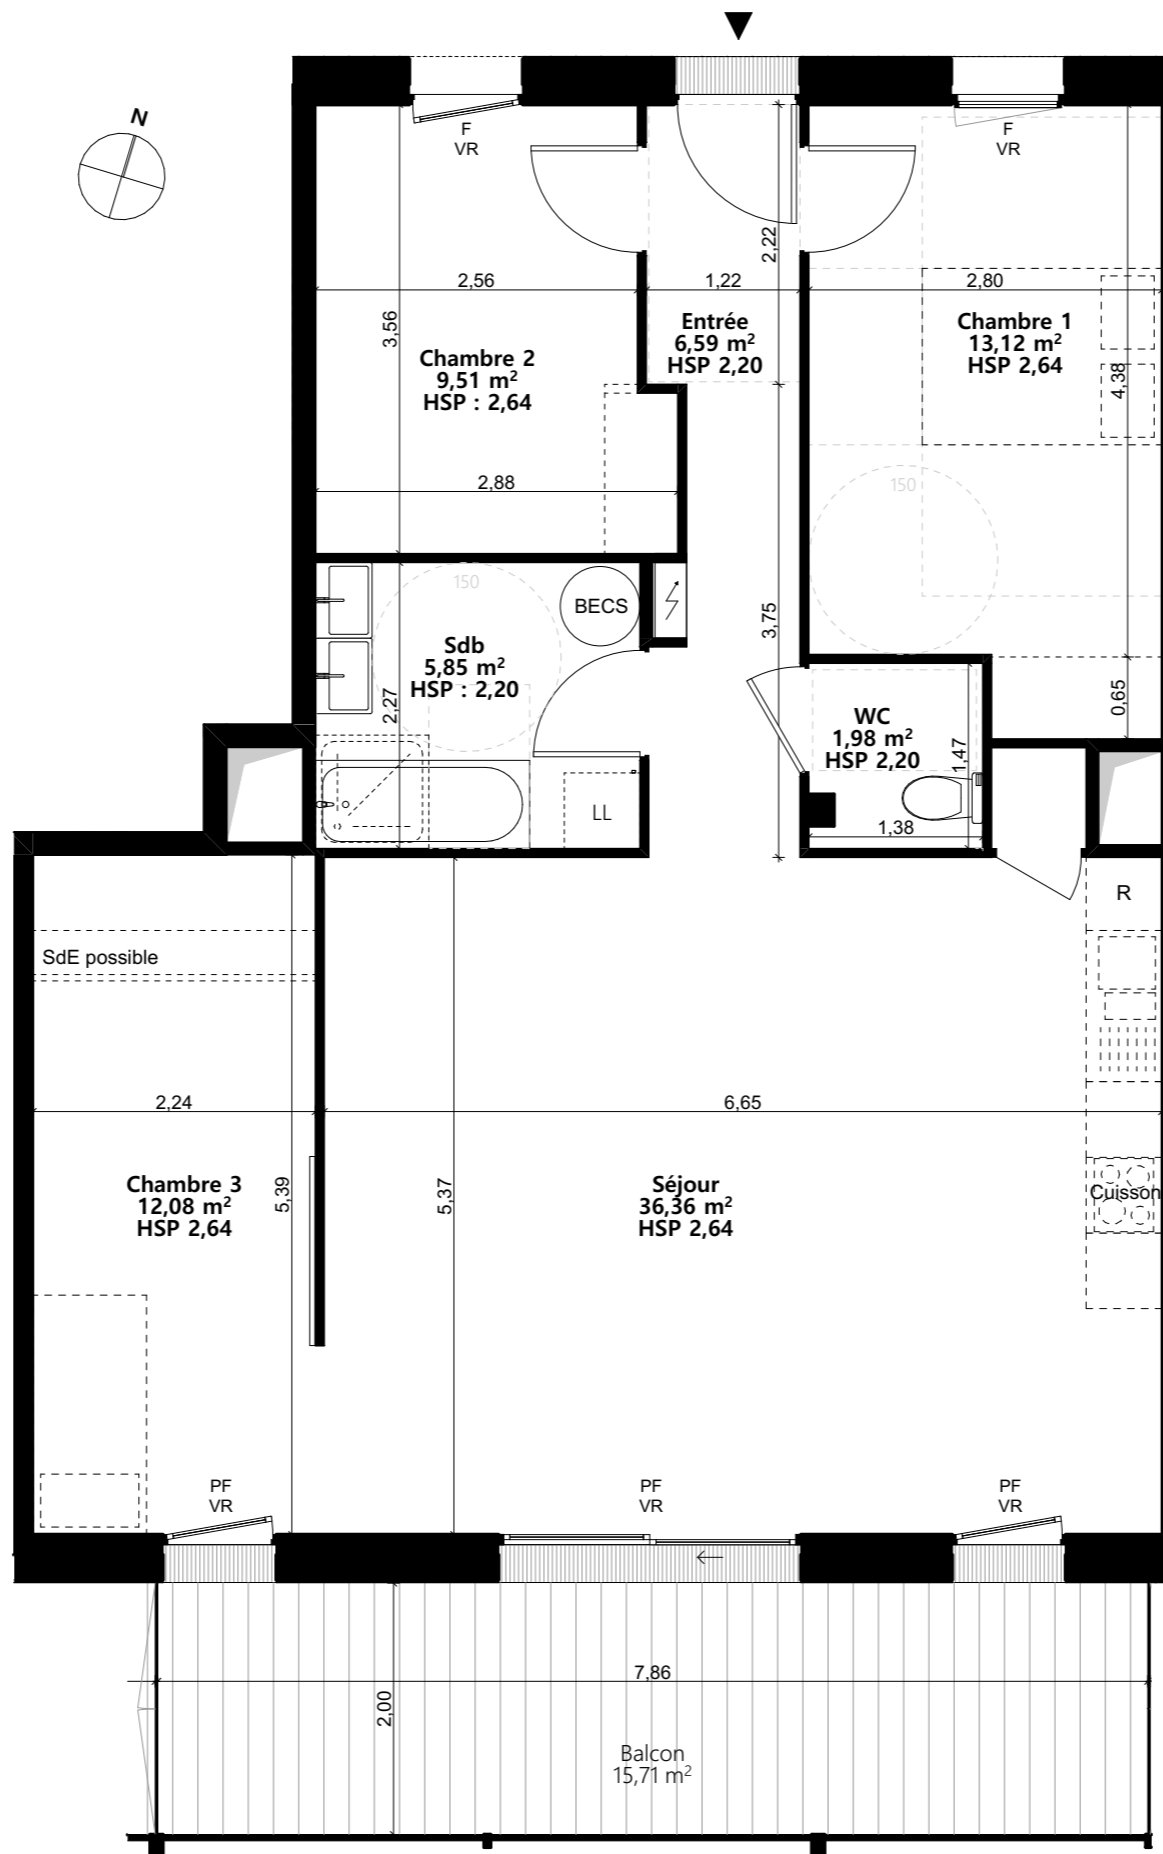 N
F
VR
F
VR
2,22
2,56
1,22
2,80
3,56
Entrée
6,59 m²
HSP 2,20
Chambre 1
13,12 m²
HSP 2,64
Chambre 2
9,51 m²
HSP : 2,64
4,38
2,88
150
150
BECS
3,75
Sdb
5,85 m²
HSP : 2,20
2,27
0,65
WC
1,98 m²
HSP 2,20
1,47
LL
1,38
R
SdE possible
2,24
6,65
Chambre 3
12,08 m²
HSP 2,64
5,39
5,37
Séjour
36,36 m²
HSP 2,64
Cuisson
PF
VR
PF
VR
PF
VR
7,86
2,00
Balcon
15,71 m²